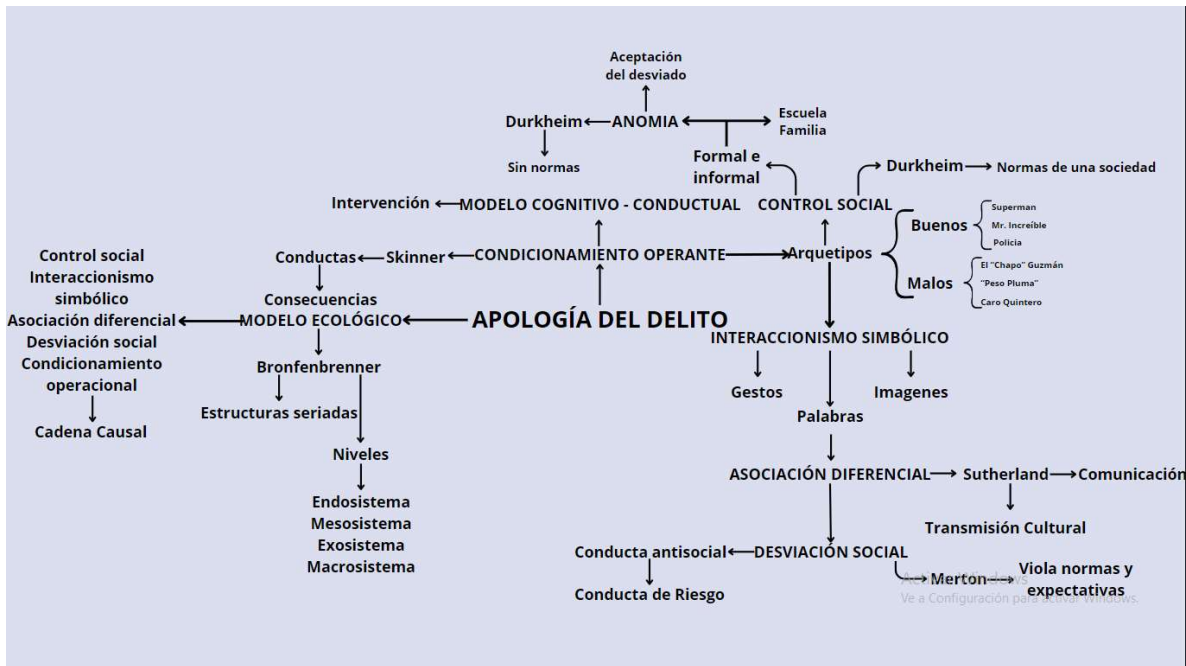 Aceptación
del desviado
Durkheim
ANOMIA
Escuela
Familia
Sin normas
Formal e
informal
Durkheim
Normas de una sociedad
Intervención
MODELO COGNITIVO - CONDUCTUAL
CONTROL SOCIAL
Buenos
Superman
Mr. Increíble
Policia
Conductas
Skinner
CONDICIONAMIENTO OPERANTE
Arquetipos
Malos
El "Chapo" Guzmán
"Peso Pluma"
Caro Quintero
Control social
Interaccionismo
simbólico
Asociación diferencial
Desviación social
Condicionamiento
operacional
Cadena Causal
Consecuencias
MODELO ECOLÓGICO
APOLOGÍA DEL DELITO
INTERACCIONISMO SIMBÓLICO
Bronfenbrenner
Estructuras seriadas
Niveles
Endosistema
Mesosistema
Exosistema
Macrosistema
Gestos
Imagenes
Palabras
ASOCIACIÓN DIFERENCIAL
Sutherland
Comunicación
Transmisión Cultural
Conducta antisocial
DESVIACIÓN SOCIAL
Conducta de Riesgo
Merton
Viola normas y
expectativas
Activar Windows
Ve a Configuración para activar Windows.